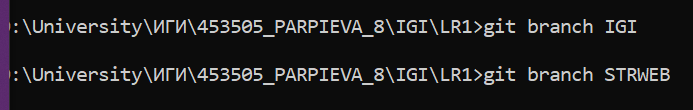 :\University\ИГИ\453505_PARPIEVA_8\IGI\LR1>git branch IGI
:\University\ИГИ\453505_PARPIEVA_8\IGI\LR1>git branch STRWEB